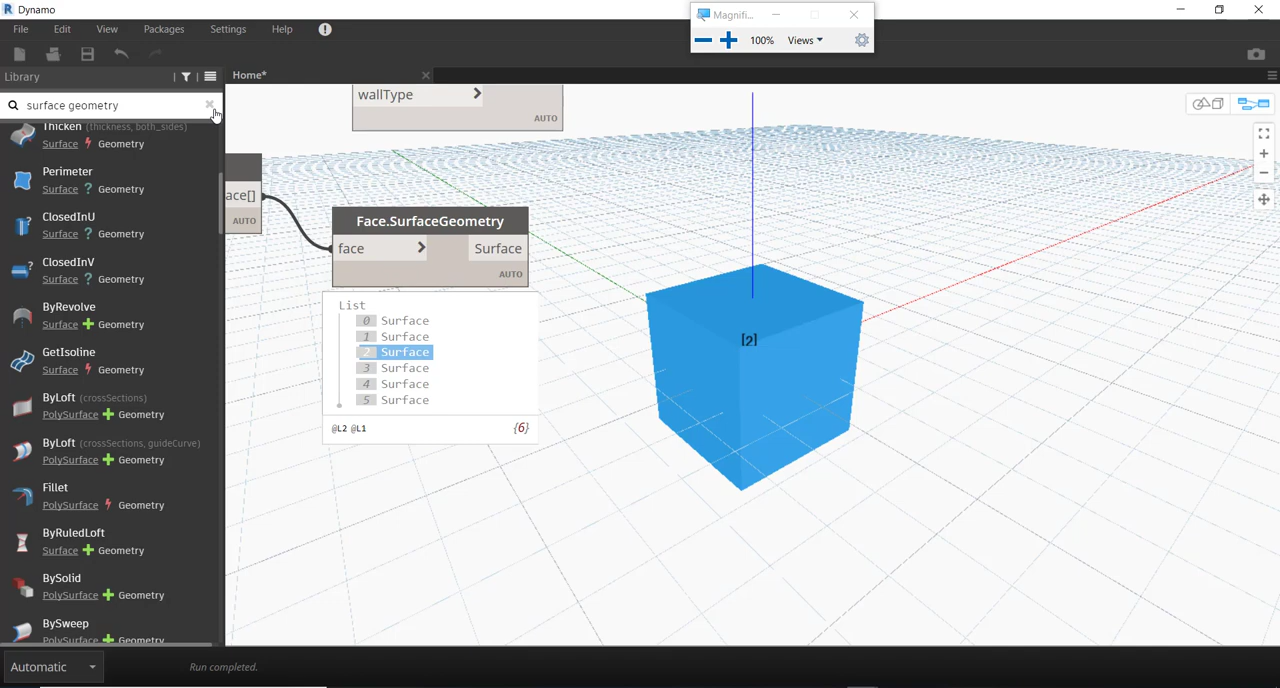 Dynamo
Magnifi...
File Edit View Packages Settings Help
100% Views
Library
Home*
surface geometry
Thicken (thickness, both_sides)
Surface Geometry
Perimeter
Surface ? Geometry
ClosedInU
Surface ? Geometry
ClosedInV
Surface ? Geometry
ByRevolve
Surface Geometry
GetIsoline
Surface Geometry
ByLoft (crossSections)
PolySurface Geometry
ByLoft (crossSections, guideCurve)
PolySurface Geometry
Fillet
PolySurface Geometry
ByRuledLoft
Surface Geometry
BySolid
PolySurface Geometry
BySweep
PolySurface Geometry
wallType >
AUTO
ace[]
AUTO
Face.SurfaceGeometry
face > Surface
AUTO
List
0 Surface
1 Surface
2 Surface
3 Surface
4 Surface
5 Surface
@L2 @L1 {6}
[2]
Automatic
Run completed.